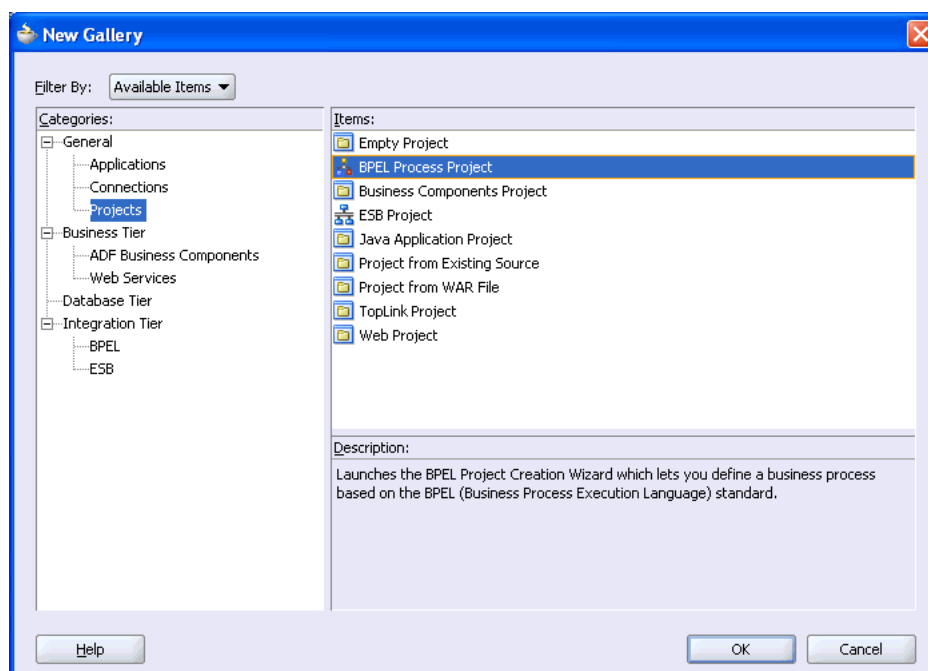 New Gallery
Filter By: Available Items
Categories:
General
Applications
Connections
Projects
Business Tier
ADF Business Components
Web Services
Database Tier
Integration Tier
BPEL
ESB
Items:
Empty Project
BPEL Process Project
Business Components Project
ESB Project
Java Application Project
Project from Existing Source
Project from WAR File
TopLink Project
Web Project
Description:
Launches the BPEL Project Creation Wizard which lets you define a business process
based on the BPEL (Business Process Execution Language) standard.
Help OK Cancel